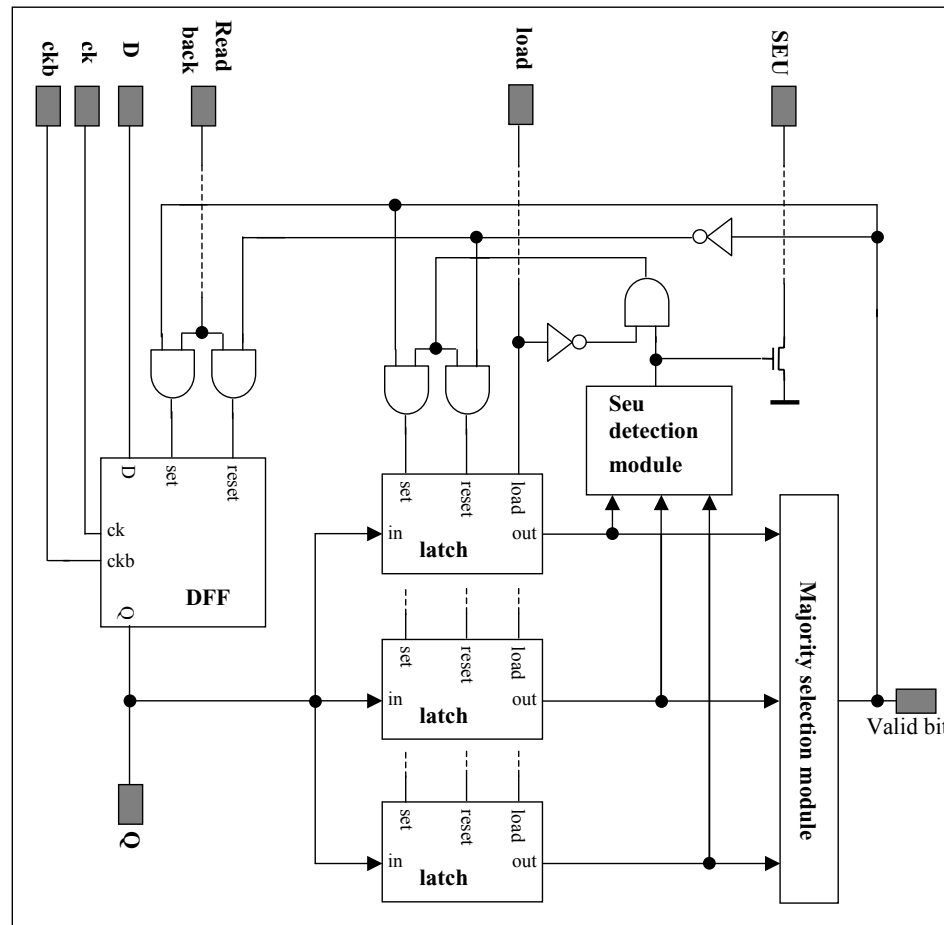 ckb
ck
D
Read
back
load
SEU
Seu
detection
module
D
set
reset
ck
ckb
DFF
Q
set
reset
load
in
out
latch
set
reset
load
in
out
latch
set
reset
load
in
out
latch
Majority selection module
Valid bit
Q